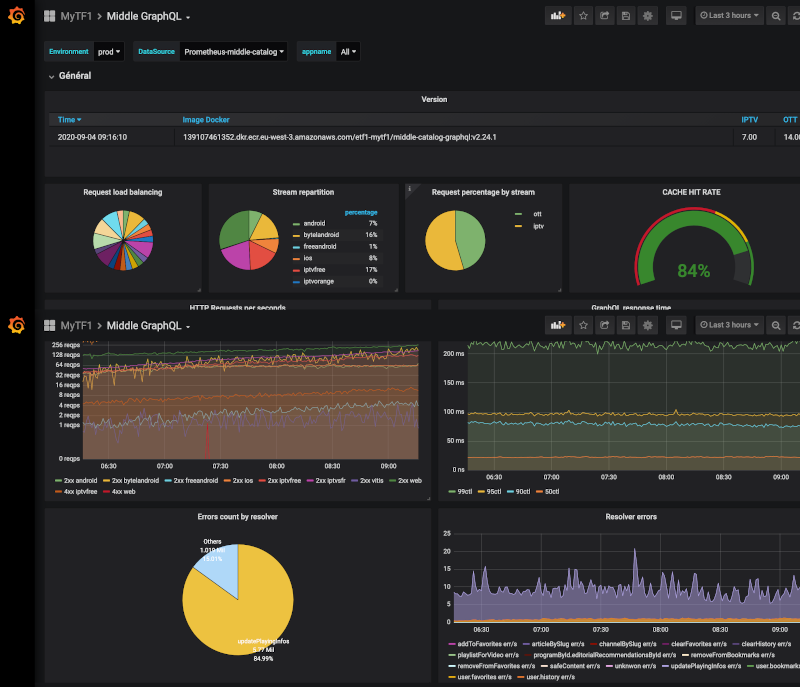 MyTF1 > Middle GraphQL
Last 3 hours
Environment prod DataSource Prometheus-middle-catalog appname All
Général
Version
Time Image Docker IPTV OTT
2020-09-04 09:16:10 139107461352.dkr.ecr.eu-west-3.amazonaws.com/etf1-mytf1/middle-catalog-graphql:v2.24.1 7.00 14.0
Request load balancing
Stream repartition
percentage
android 7%
bytelandroid 16%
freeandroid 1%
ios 8%
iptvfree 17%
iptvorange 0%
i
Request percentage by stream
ott
iptv
CACHE HIT RATE
84%
HTTP Requests per seconds
GraphQL response time
MyTF1 > Middle GraphQL
Last 3 hours
256 reqps
128 reqps
64 reqps
32 reqps
16 reqps
8 reqps
4 reqps
2 reqps
1 reqps
0 reqps
06:30 07:00 07:30 08:00 08:30 09:00
2xx android 2xx bytelandroid 2xx freeandroid 2xx ios 2xx iptvfree 2xx iptvsfr 2xx vitis 2xx web
4xx iptvfree 4xx web
200 ms
150 ms
100 ms
50 ms
0 ns
06:30 07:00 07:30 08:00 08:30 09:00
99ctl 95ctl 90ctl 50ctl
Errors count by resolver
Others
1.019 Mil
15.01%
updatePlayingInfos
5.77 Mil
84.99%
Resolver errors
25
20
15
10
5
0
06:30 07:00 07:30 08:00 08:30 09:00
addToFavorites err/s articleBySlug err/s channelBySlug err/s clearFavorites err/s clearHistory err/s
playlistForVideo err/s programById.editorialRecommendationsById err/s removeFromBookmarks err/s
removeFromFavorites err/s safeContent err/s unknwon err/s updatePlayingInfos err/s user.bookmark
user.favorites err/s user.history err/s